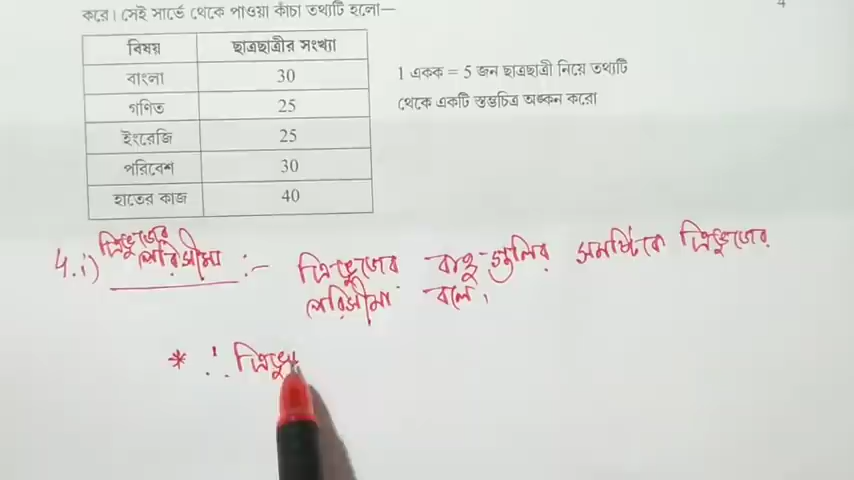 করে। সেই সার্ভে থেকে পাওয়া কাঁচা তথ্যটি হলো—
4
বিষয় ছাত্রছাত্রীর সংখ্যা
বাংলা 30
গণিত 25
ইংরেজি 25
পরিবেশ 30
হাতের কাজ 40
1 একক = 5 জন ছাত্রছাত্রী নিয়ে তথ্যটি
থেকে একটি স্তম্ভচিত্র অঙ্কন করো
4.i) ত্রিভুজের পরিসীমা :- ত্রিভুজের বাহুগুলির সমষ্টিকে ত্রিভুজের
পরিসীমা বলে।
* ∴ ত্রিভু